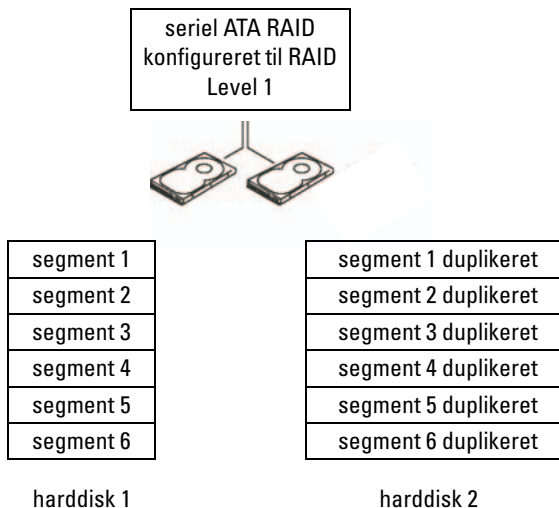 seriel ATA RAID
konfigureret til RAID
Level 1
segment 1
segment 1 duplikeret
segment 2
segment 2 duplikeret
segment 3
segment 3 duplikeret
segment 4
segment 4 duplikeret
segment 5
segment 5 duplikeret
segment 6
segment 6 duplikeret
harddisk 1
harddisk 2